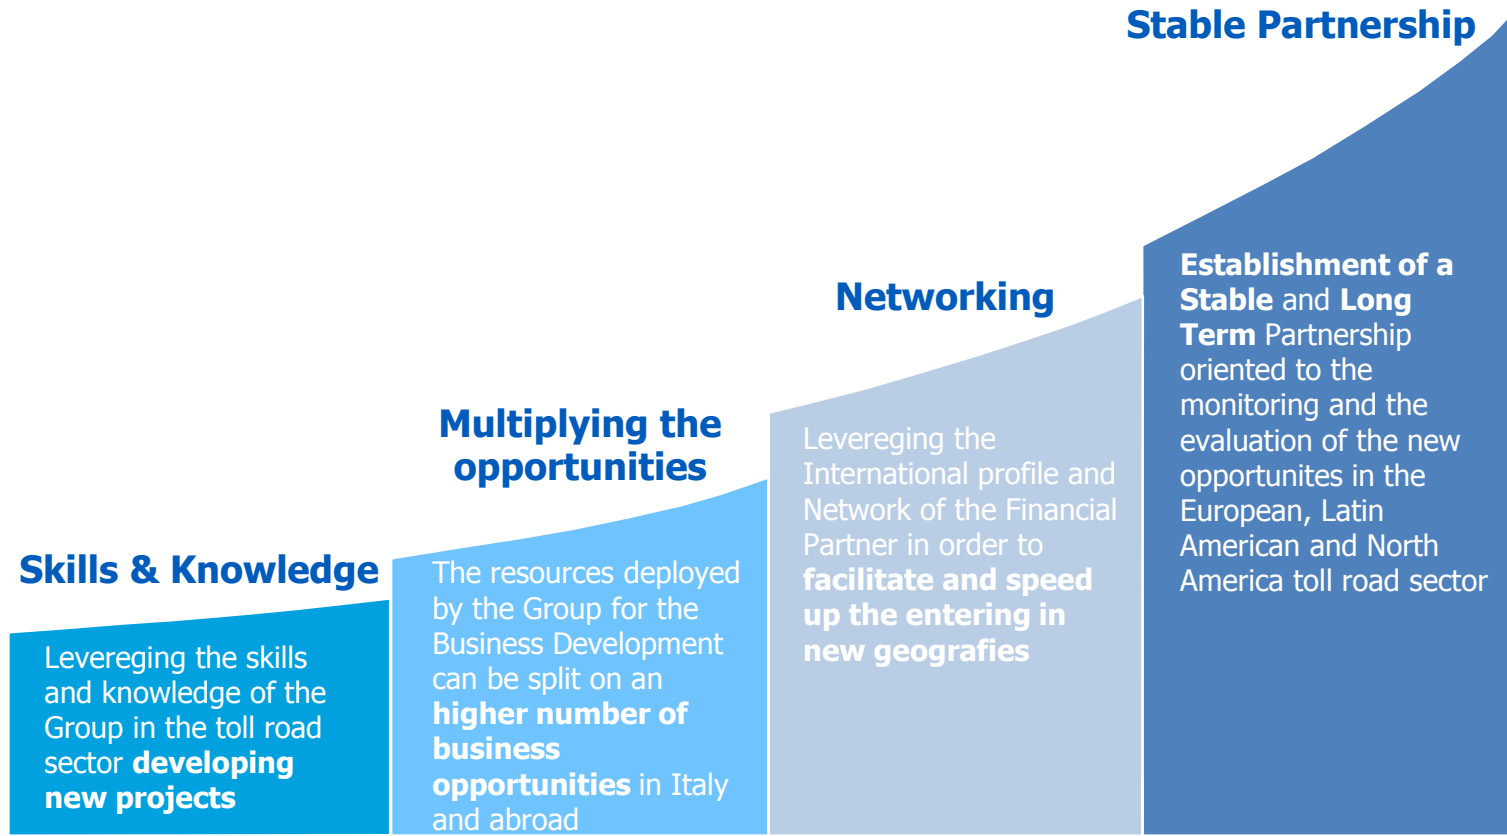 Skills & Knowledge
Levereging the skills
and knowledge of the
Group in the toll road
sector developing
new projects
Multiplying the
opportunities
The resources deployed
by the Group for the
Business Development
can be split on an
higher number of
business
opportunities in Italy
and abroad
Networking
Levereging the
International profile and
Network of the Financial
Partner in order to
facilitate and speed
up the entering in
new geografies
Stable Partnership
Establishment of a
Stable and Long
Term Partnership
oriented to the
monitoring and the
evaluation of the new
opportunites in the
European, Latin
American and North
America toll road sector